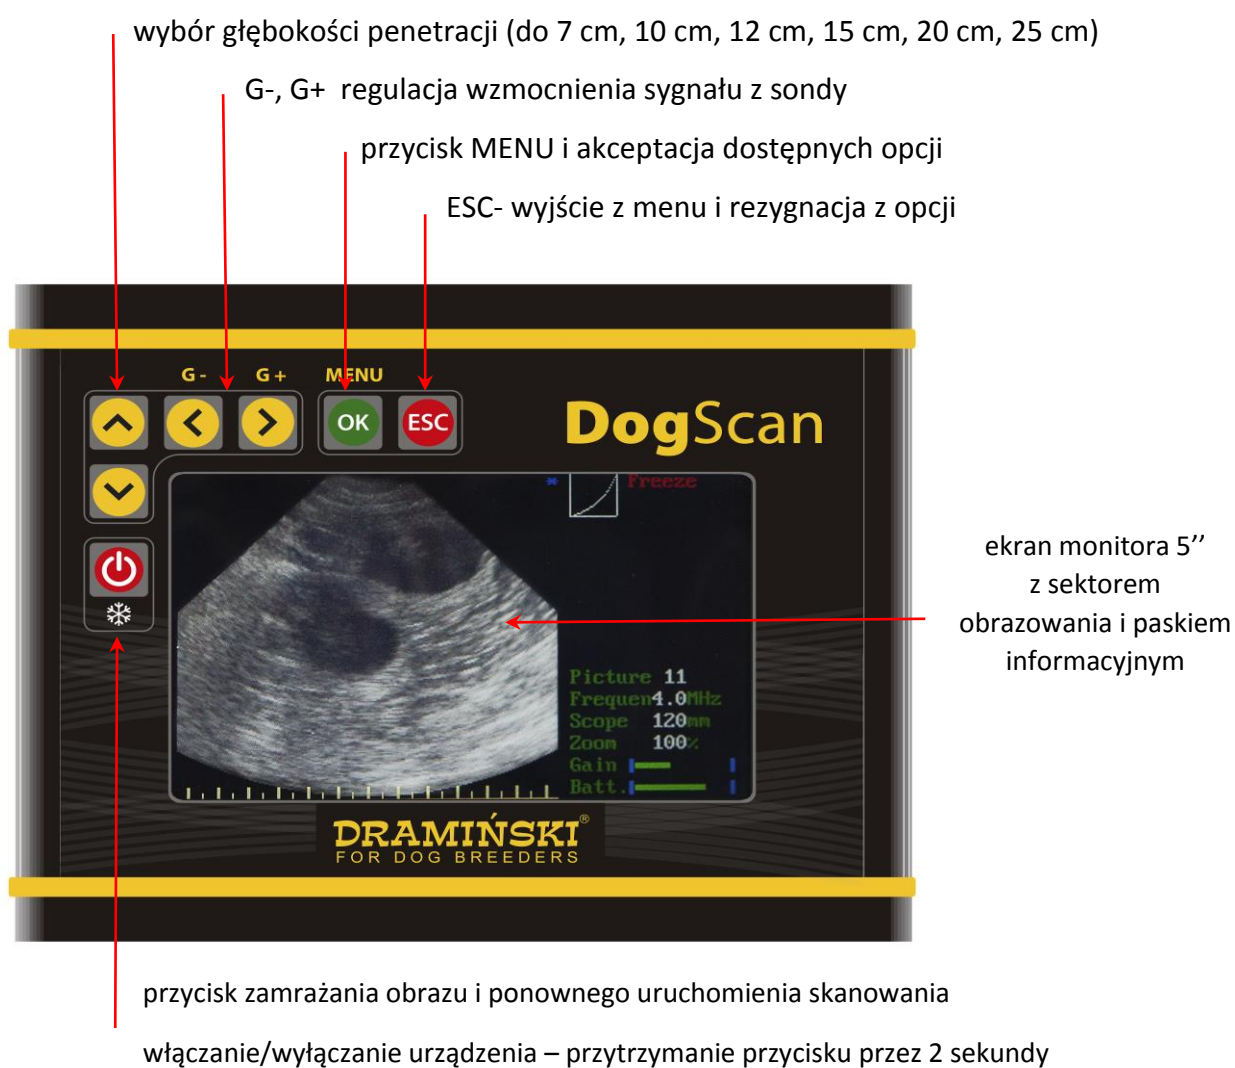 wybór głębokości penetracji (do 7 cm, 10 cm, 12 cm, 15 cm, 20 cm, 25 cm)
G-, G+ regulacja wzmocnienia sygnału z sondy
przycisk MENU i akceptacja dostępnych opcji
ESC- wyjście z menu i rezygnacja z opcji
G - G + MENU
OK ESC
DogScan
* Freeze
ekran monitora 5’’
z sektorem
obrazowania i paskiem
informacyjnym
Picture 11
Frequen4.0MHz
Scope 120mm
Zoom 100%
Gain
Batt.
DRAMIŃSKI®
FOR DOG BREEDERS
przycisk zamrażania obrazu i ponownego uruchomienia skanowania
włączanie/wyłączanie urządzenia – przytrzymanie przycisku przez 2 sekundy